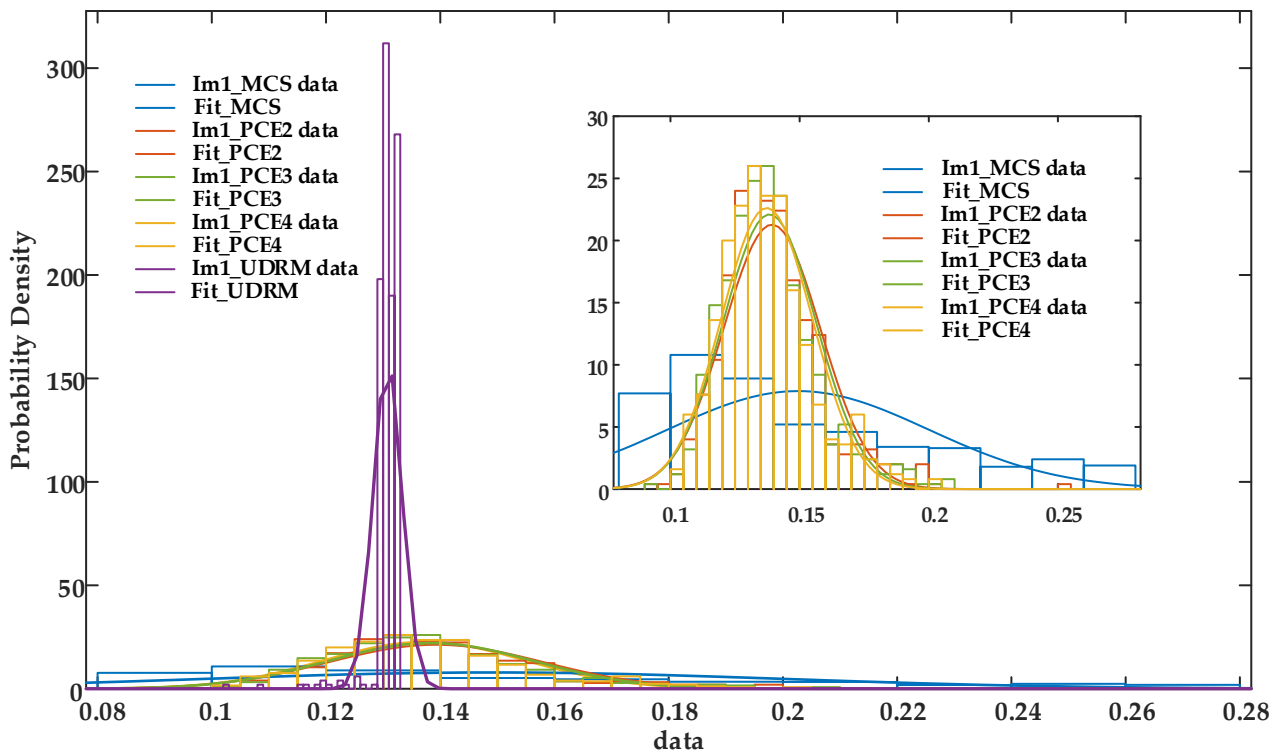 300
250
200
150
100
50
0
Probability Density
Im1_MCS data
Fit_MCS
Im1_PCE2 data
Fit_PCE2
Im1_PCE3 data
Fit_PCE3
Im1_PCE4 data
Fit_PCE4
Im1_UDRM data
Fit_UDRM
30
25
20
15
10
5
0
Im1_MCS data
Fit_MCS
Im1_PCE2 data
Fit_PCE2
Im1_PCE3 data
Fit_PCE3
Im1_PCE4 data
Fit_PCE4
0.1 0.15 0.2 0.25
0.08 0.1 0.12 0.14 0.16 0.18 0.2 0.22 0.24 0.26 0.28
data